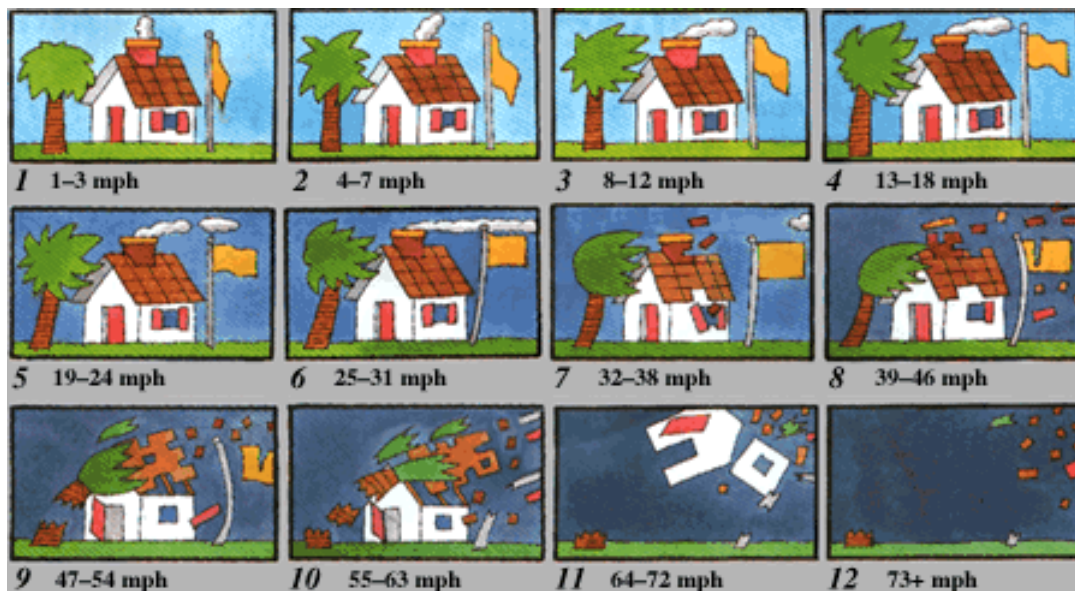 1 1–3 mph
2 4–7 mph
3 8–12 mph
4 13–18 mph
5 19–24 mph
6 25–31 mph
7 32–38 mph
8 39–46 mph
9 47–54 mph
10 55–63 mph
11 64–72 mph
12 73+ mph